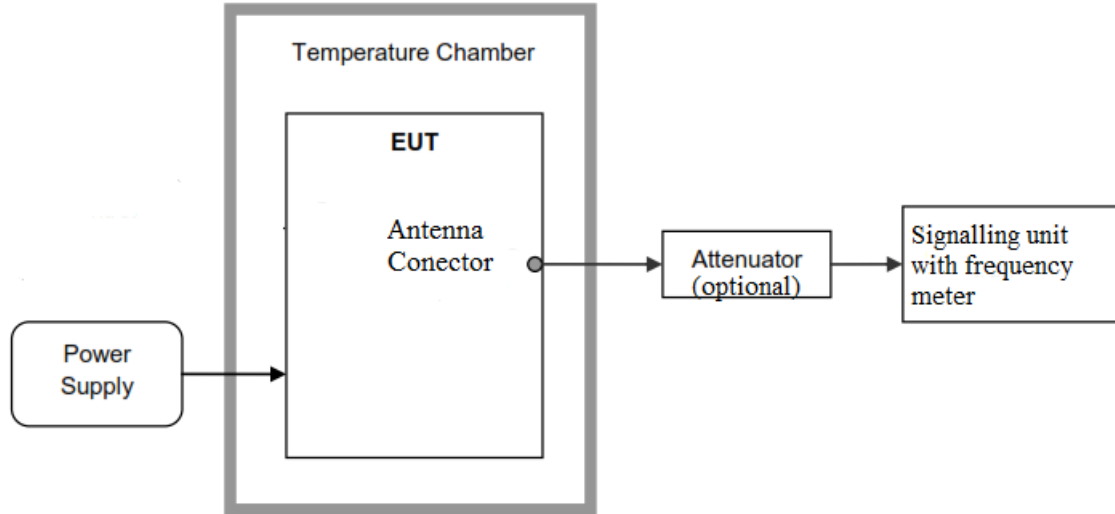 Temperature Chamber
EUT
Antenna
Conector
Attenuator
(optional)
Signalling unit
with frequency
meter
Power
Supply